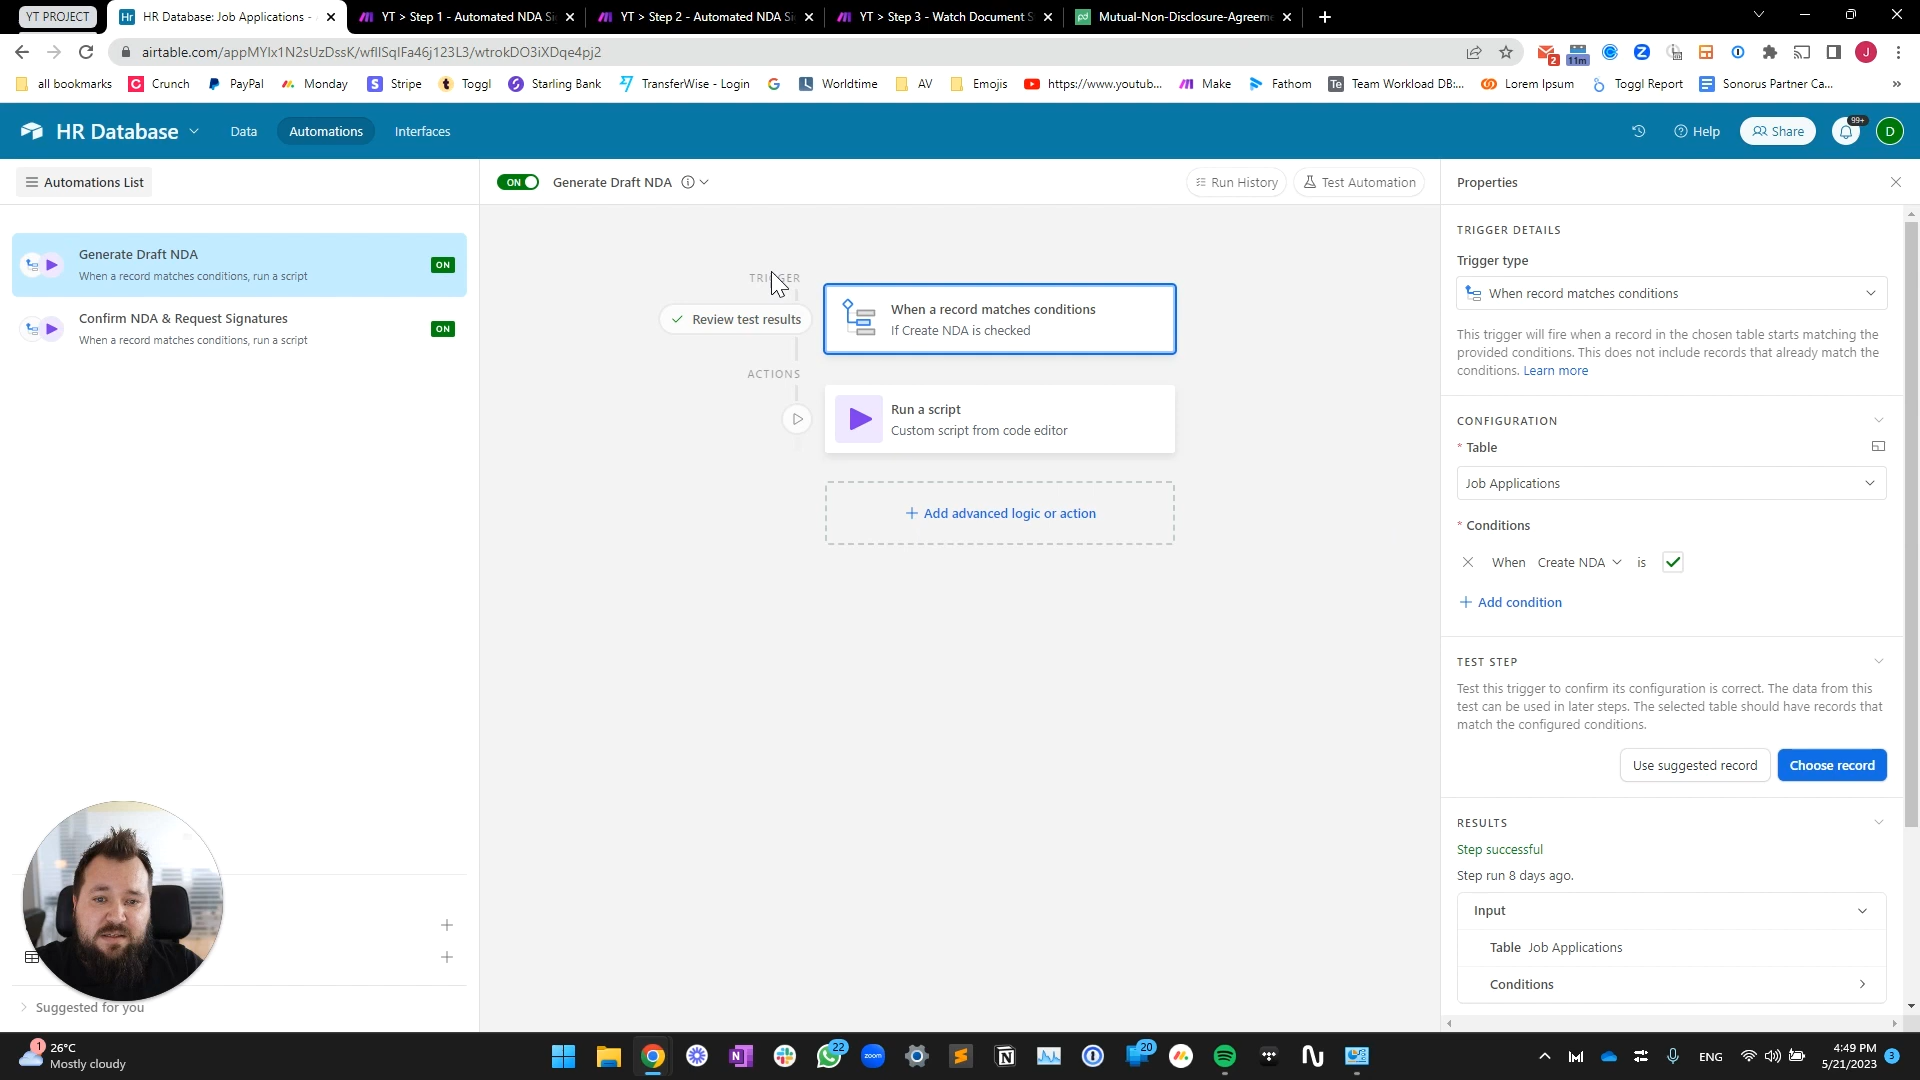 YT PROJECT
HR Database: Job Applications -
YT > Step 1 - Automated NDA Si
YT > Step 2 - Automated NDA Si
YT > Step 3 - Watch Document S
Mutual-Non-Disclosure-Agreeme
airtable.com/appMYIx1N2sUzDssK/wflISqIFa46j123L3/wtrokDO3iXDqe4pj2
2
11m
J
all bookmarks
Crunch
PayPal
Monday
Stripe
Toggl
Starling Bank
TransferWise - Login
Worldtime
AV
Emojis
https://www.youtub...
Make
Fathom
Team Workload DB:...
Lorem Ipsum
Toggl Report
Sonorus Partner Ca...
HR Database
Data
Automations
Interfaces
Help
Share
99+
D
Automations List
ON
Generate Draft NDA
Run History
Test Automation
Properties
Generate Draft NDA
When a record matches conditions, run a script
ON
Confirm NDA & Request Signatures
When a record matches conditions, run a script
ON
Suggested for you
TRIGGER
Review test results
When a record matches conditions
If Create NDA is checked
ACTIONS
Run a script
Custom script from code editor
Add advanced logic or action
TRIGGER DETAILS
Trigger type
When record matches conditions
This trigger will fire when a record in the chosen table starts matching the
provided conditions. This does not include records that already match the
conditions. Learn more
CONFIGURATION
* Table
Job Applications
* Conditions
When Create NDA is
Add condition
TEST STEP
Test this trigger to confirm its configuration is correct. The data from this
test can be used in later steps. The selected table should have records that
match the configured conditions.
Use suggested record
Choose record
RESULTS
Step successful
Step run 8 days ago.
Input
Table Job Applications
Conditions
1
26°C
Mostly cloudy
22
zoom
20
ENG
4:49 PM
5/21/2023
3